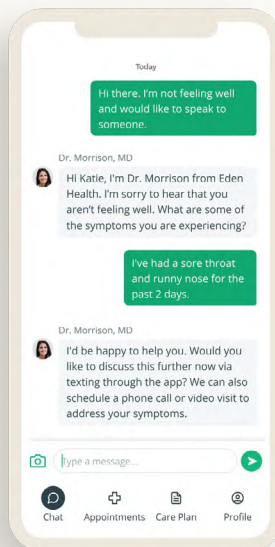 Today
Hi there. I'm not feeling well
and would like to speak to
someone.
Dr. Morrison, MD
Hi Katie, I'm Dr. Morrison from Eden
Health. I'm sorry to hear that you
aren't feeling well. What are some of
the symptoms you are experiencing?
I've had a sore throat
and runny nose for the
past 2 days.
Dr. Morrison, MD
I'd be happy to help you. Would you
like to discuss this further now via
texting through the app? We can also
schedule a phone call or video visit to
address your symptoms.
Type a message...
Chat Appointments Care Plan Profile